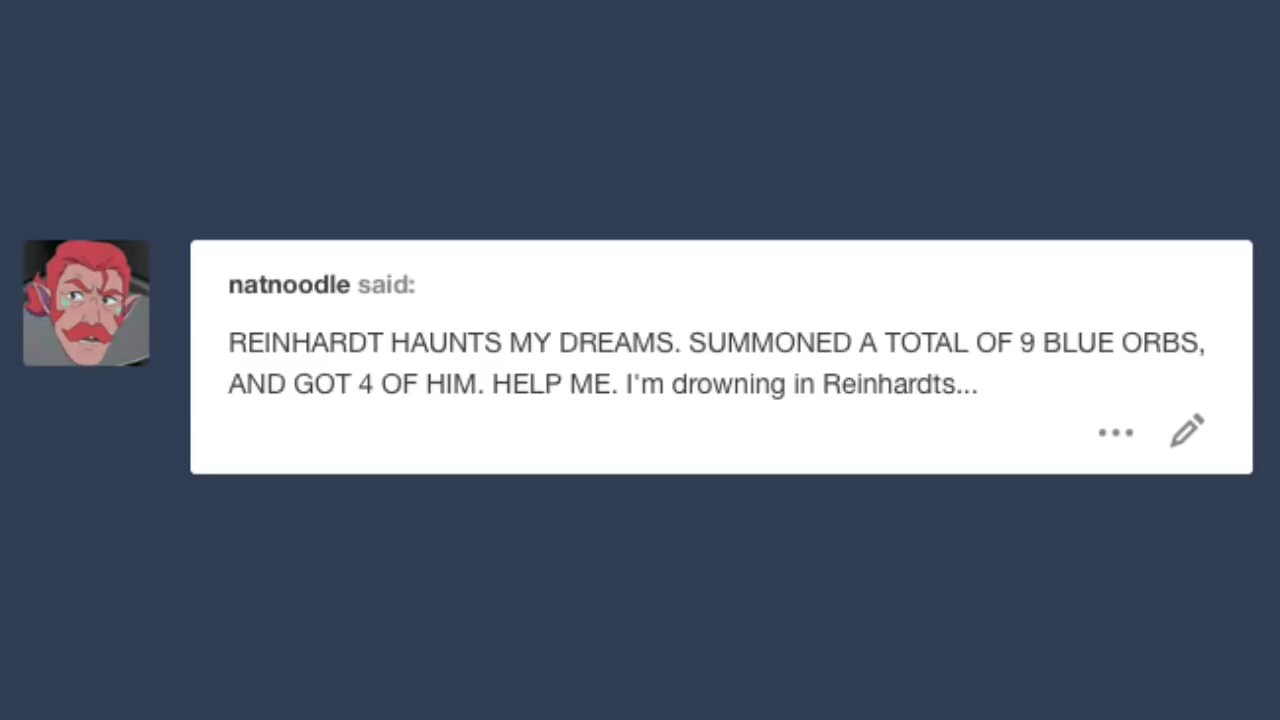 natnoodle said:
REINHARDT HAUNTS MY DREAMS. SUMMONED A TOTAL OF 9 BLUE ORBS,
AND GOT 4 OF HIM. HELP ME. I'm drowning in Reinhardts...